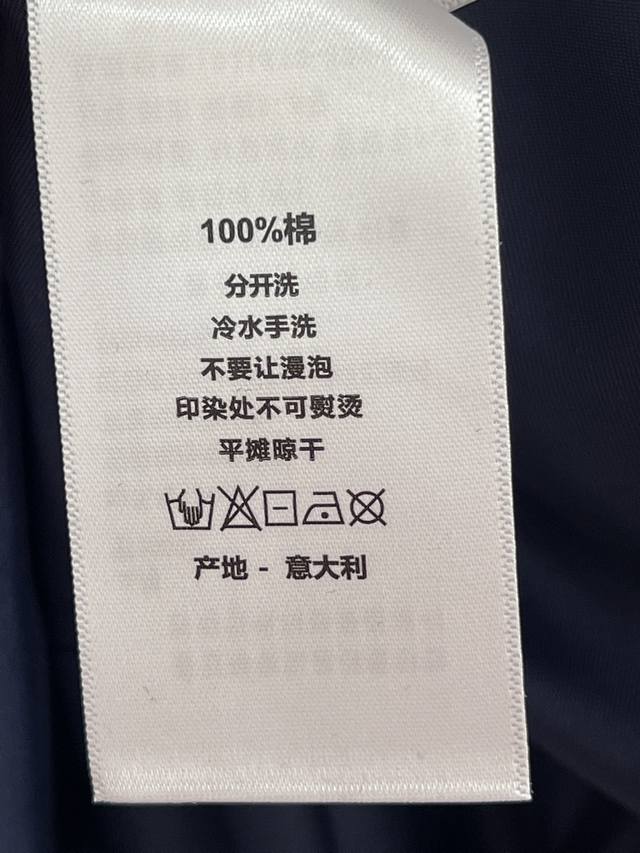 100%棉
分开洗
冷水手洗
不要让漫泡
印染处不可熨烫
平摊晾干
产地 - 意大利